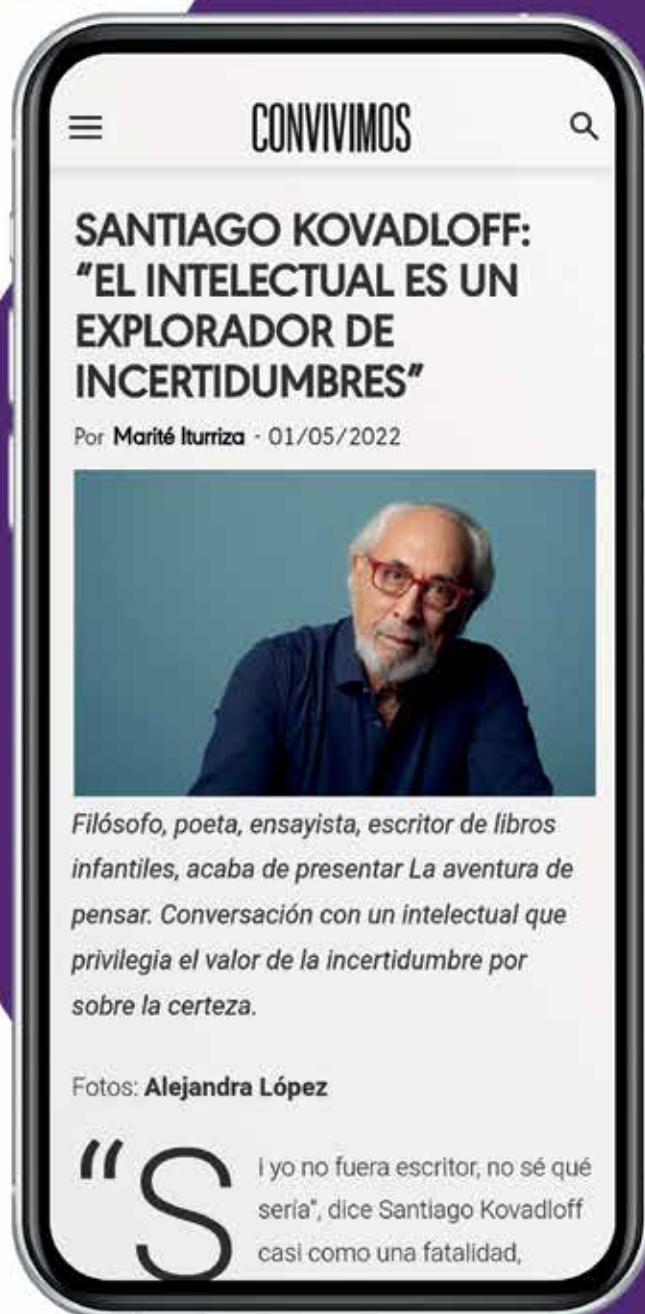 CONVIVIMOS
SANTIAGO KOVADLOFF:
“EL INTELECTUAL ES UN
EXPLORADOR DE
INCERTIDUMBRES”
Por Marité Iturriza - 01/05/2022
Filósofo, poeta, ensayista, escritor de libros
infantiles, acaba de presentar La aventura de
pensar. Conversación con un intelectual que
privilegia el valor de la incertidumbre por
sobre la certeza.
Fotos: Alejandra López
“Si yo no fuera escritor, no sé qué
sería”, dice Santiago Kovadloff
casi como una fatalidad,